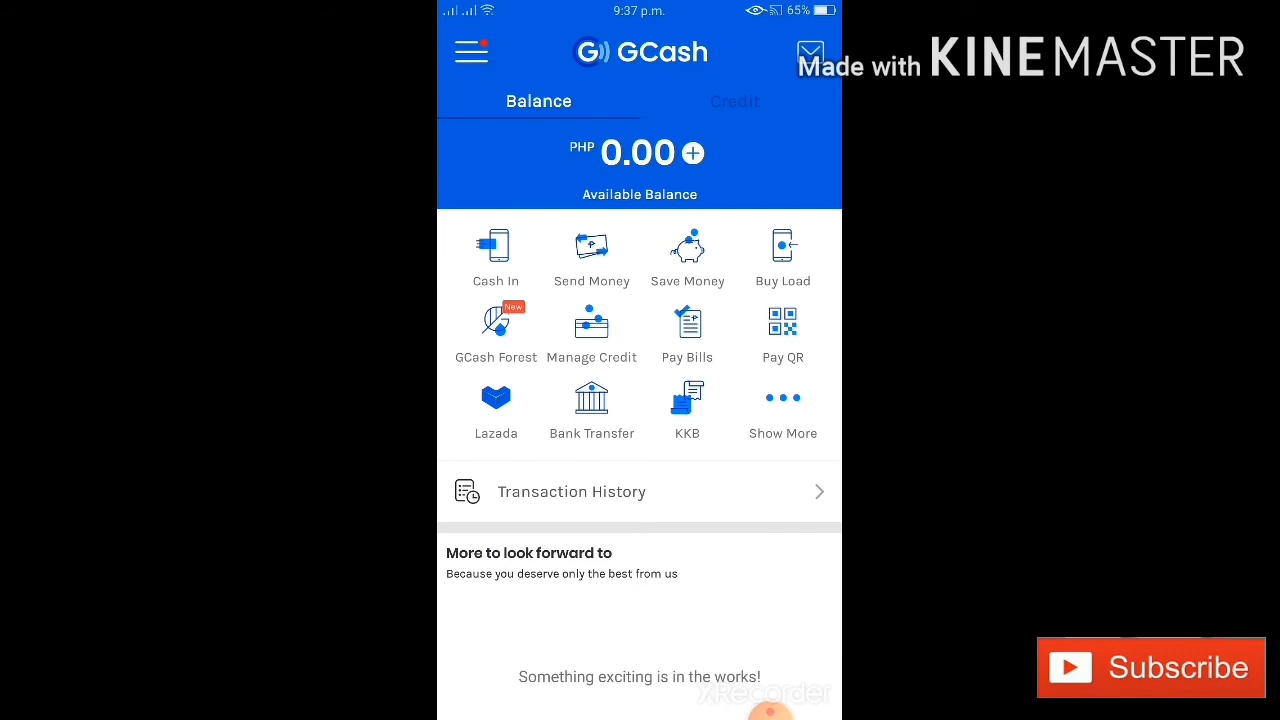 9:37 p.m.
65%
GCash
Made with KINEMASTER
Balance
Credit
PHP 0.00
Available Balance
Cash In
Send Money
Save Money
Buy Load
New
GCash Forest
Manage Credit
Pay Bills
Pay QR
Lazada
Bank Transfer
KKB
Show More
Transaction History
More to look forward to
Because you deserve only the best from us
Something exciting is in the works!
XRecorder
Subscribe